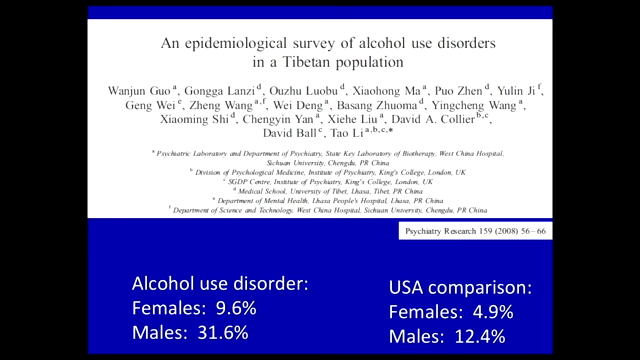 An epidemiological survey of alcohol use disorders
in a Tibetan population
Wanjun Guo a, Gongga Lanzi d, Ouzhu Luobu d, Xiaohong Ma a, Puo Zhen d, Yulin Ji f,
Geng Wei e, Zheng Wang a,f, Wei Deng a, Basang Zhuoma d, Yingcheng Wang a,
Xiaoming Shi d, Chengyin Yan a, Xiehe Liu a, David A. Collier b,c,
David Ball c, Tao Li a,b,c,*
a Psychiatric Laboratory and Department of Psychiatry, State Key Laboratory of Biotherapy, West China Hospital,
Sichuan University, Chengdu, PR China
b Division of Psychological Medicine, Institute of Psychiatry, King's College, London, UK
c SGDP Centre, Institute of Psychiatry, King's College, London, UK
d Medical School, University of Tibet, Lhasa, Tibet, PR China
e Department of Mental Health, Lhasa People's Hospital, Lhasa, PR China
f Department of Science and Technology, West China Hospital, Sichuan University, Chengdu, PR China
Psychiatry Research 159 (2008) 56–66
Alcohol use disorder:
Females: 9.6%
Males: 31.6%
USA comparison:
Females: 4.9%
Males: 12.4%